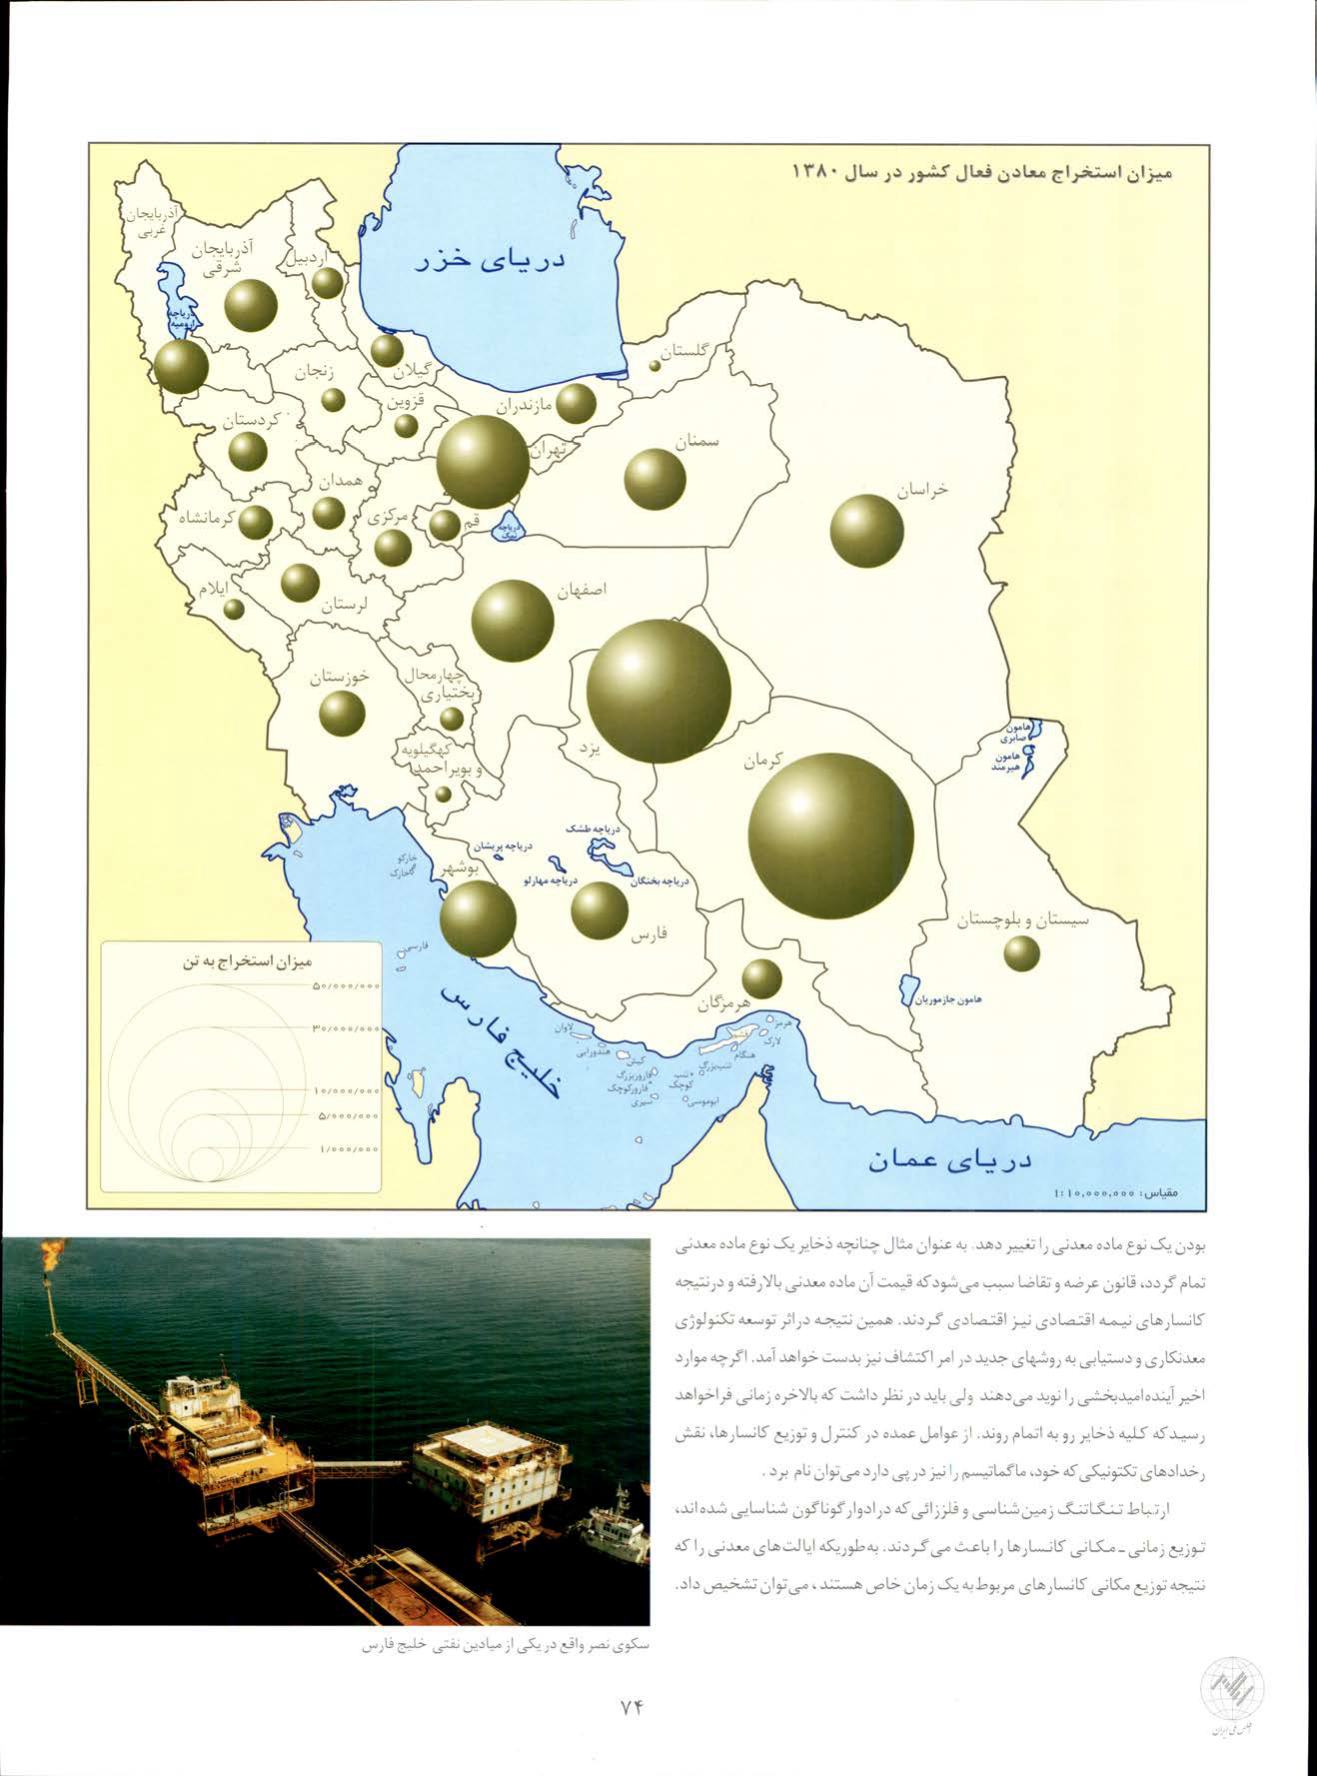 میزان استخراج معادن فعال کشور در سال ۱۳۸۰
آذربایجان
غربی
آذربایجان
شرقی
اردبیل
دریای خزر
دریاچه
ارومیه
گیلان
گلستان
زنجان
قزوین
مازندران
کردستان
تهران
سمنان
همدان
خراسان
کرمانشاه
مرکزی
قم
دریاچه
نمک
ایلام
لرستان
اصفهان
خوزستان
چهارمحال
بختیاری
کهگیلویه
و بویراحمد
یزد
کرمان
هامون
صابری
هامون
هیرمند
دریاچه طشک
دریاچه پریشان
دریاچه مهارلو
دریاچه بختگان
خارکو
خارک
بوشهر
فارس
سیستان و بلوچستان
فارسی
هرمزگان
هامون جازموریان
خلیج فارس
لاوان
هندورابی
کیش
فاروربزرگ
فارورکوچک
سیری
تنب
کوچک
تنب‌بزرگ
ابوموسی
هنگام
قشم
لارک
هرمز
دریای عمان
مقیاس: ۱:۱۰,۰۰۰,۰۰۰
میزان استخراج به تن
۵۰/۰۰۰/۰۰۰
۳۰/۰۰۰/۰۰۰
۱۰/۰۰۰/۰۰۰
۵/۰۰۰/۰۰۰
۱/۰۰۰/۰۰۰
بودن یک نوع ماده معدنی را تغییر دهد. به عنوان مثال چنانچه ذخایر یک نوع ماده معدنی
تمام گردد، قانون عرضه و تقاضا سبب می‌شود که قیمت آن ماده معدنی بالا رفته و درنتیجه
کانسارهای نیمه اقتصادی نیز اقتصادی گردند. همین نتیجه دراثر توسعه تکنولوژی
معدنکاری و دستیابی به روشهای جدید در امر اکتشاف نیز بدست خواهد آمد. اگرچه موارد
اخیر آینده‌امیدبخشی را نوید می‌دهند ولی باید در نظر داشت که بالاخره زمانی فراخواهد
رسید که کلیه ذخایر رو به اتمام روند. از عوامل عمده در کنترل و توزیع کانسارها، نقش
رخدادهای تکتونیکی که خود، ماگماتیسم را نیز در پی دارد می‌توان نام برد .
ارتباط تنگاتنگ زمین‌شناسی و فلززائی که در ادوار گوناگون شناسایی شده‌اند،
توزیع زمانی ـ مکانی کانسارها را باعث می‌گردند. به‌طوریکه ایالت‌های معدنی را که
نتیجه توزیع مکانی کانسارهای مربوط به یک زمان خاص هستند ، می‌توان تشخیص داد.
سکوی نصر واقع در یکی از میادین نفتی خلیج فارس
۷۴
اطلس ملی ایران